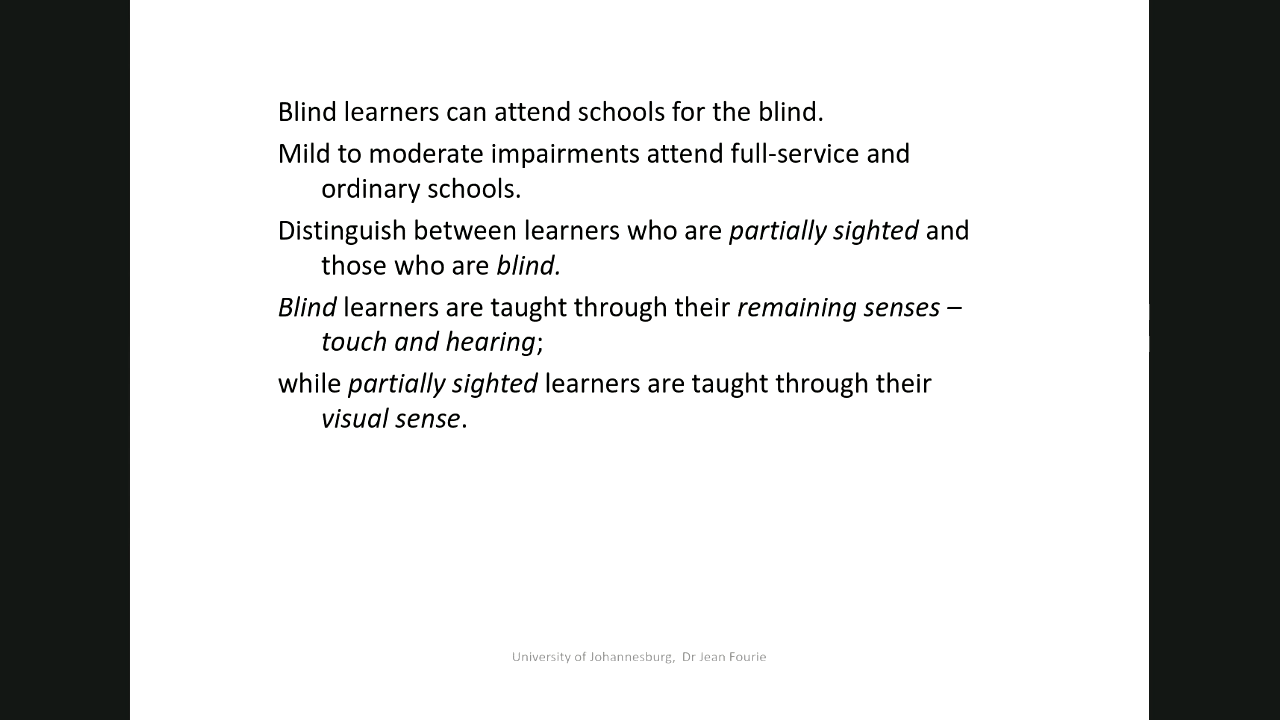 Blind learners can attend schools for the blind.
Mild to moderate impairments attend full-service and
ordinary schools.
Distinguish between learners who are partially sighted and
those who are blind.
Blind learners are taught through their remaining senses –
touch and hearing;
while partially sighted learners are taught through their
visual sense.
University of Johannesburg,  Dr Jean Fourie